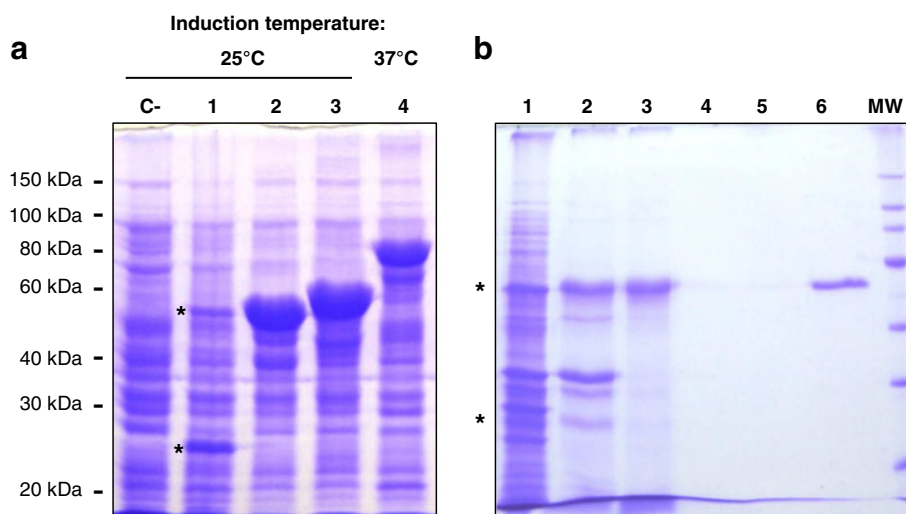 Induction temperature:
a
b
25°C 37°C
C- 1 2 3 4
1 2 3 4 5 6 MW
150 kDa
100 kDa
80 kDa
60 kDa
*
*
40 kDa
30 kDa
*
*
20 kDa